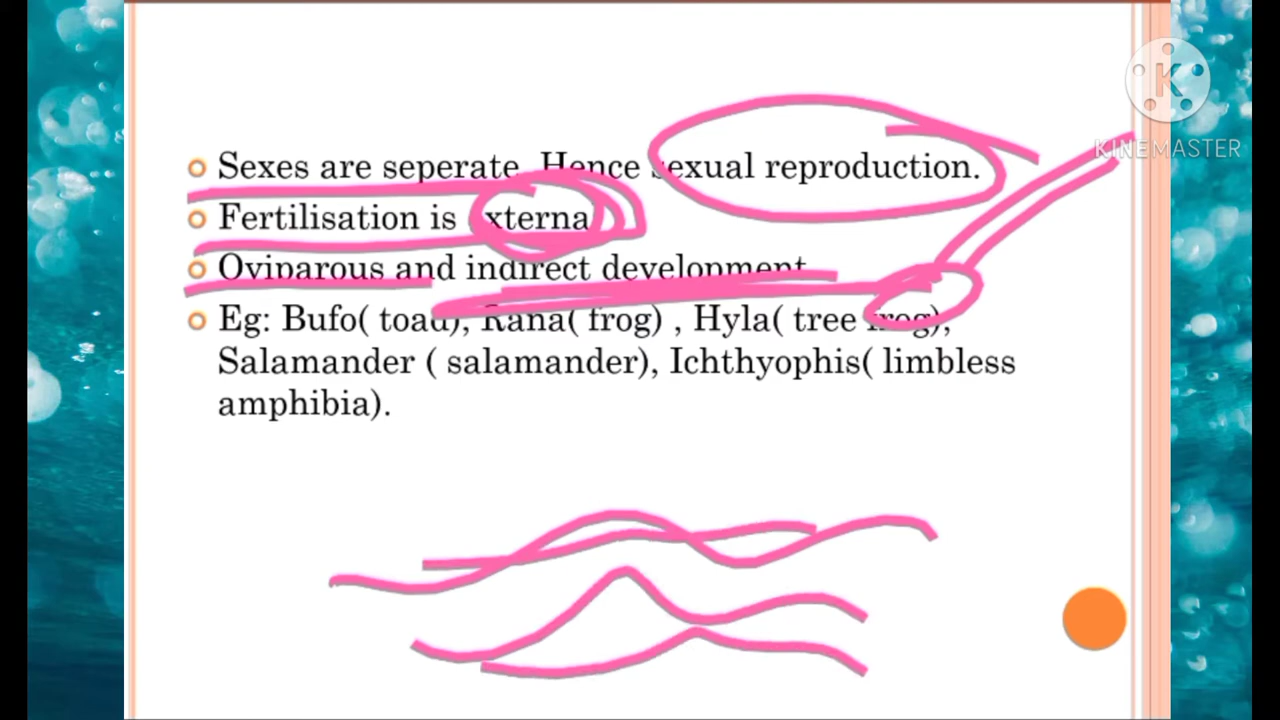 Sexes are seperate. Hence sexual reproduction.
Fertilisation is external
Oviparous and indirect development
Eg: Bufo( toad), Rana( frog) , Hyla( tree frog),
Salamander ( salamander), Ichthyophis( limbless
amphibia).
K
KINEMASTER